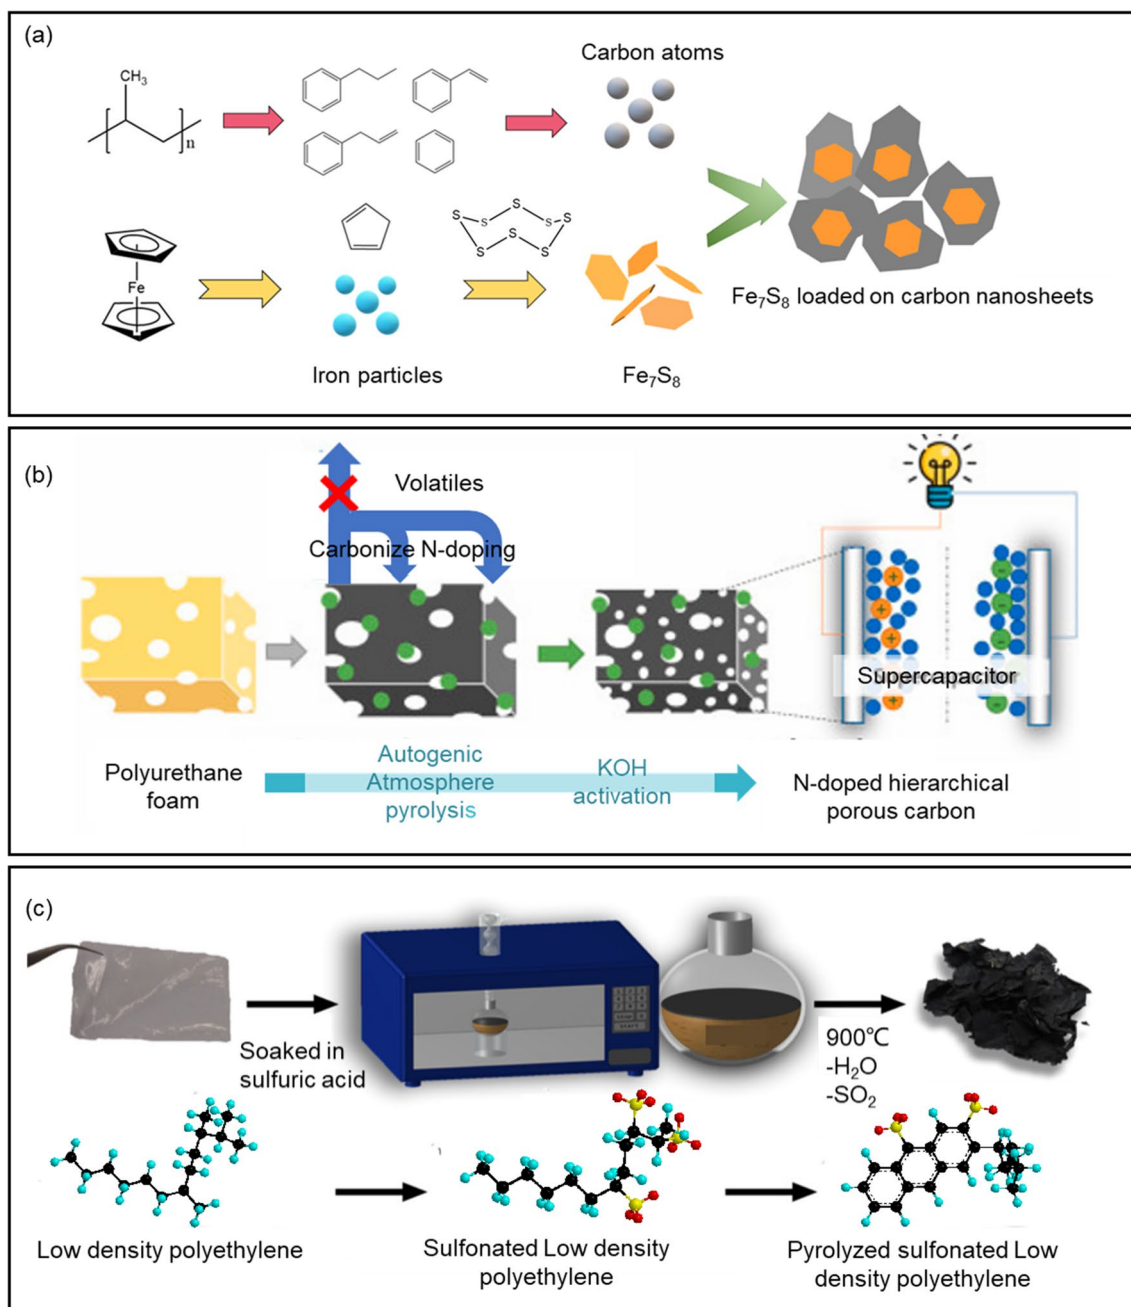 (a)
CH₃
n
Carbon atoms
Fe
S S S S S S S S
Fe₇S₈ loaded on carbon nanosheets
Iron particles
Fe₇S₈
(b)
Volatiles
Carbonize N-doping
+
-
+
+
-
-
+
-
Supercapacitor
Polyurethane
foam
Autogenic
Atmosphere
pyrolysis
KOH
activation
N-doped hierarchical
porous carbon
(c)
Soaked in
sulfuric acid
900℃
-H₂O
-SO₂
Low density polyethylene
Sulfonated Low density
polyethylene
Pyrolyzed sulfonated Low
density polyethylene